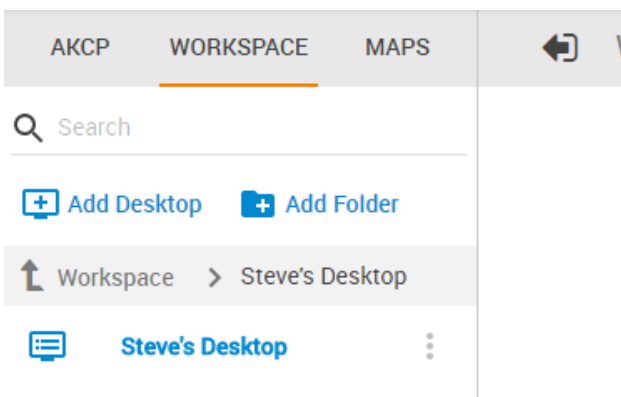 AKCP WORKSPACE MAPS
Search
Add Desktop Add Folder
Workspace > Steve's Desktop
Steve's Desktop